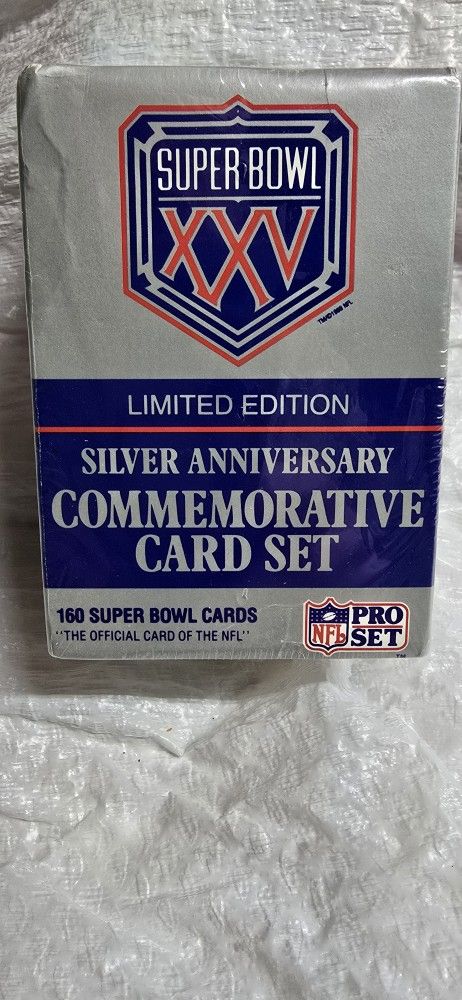 SUPER BOWL
XXV
LIMITED EDITION
SILVER ANNIVERSARY
COMMEMORATIVE
CARD SET
160 SUPER BOWL CARDS
"THE OFFICIAL CARD OF THE NFL"
NFL
PRO
SET
TM